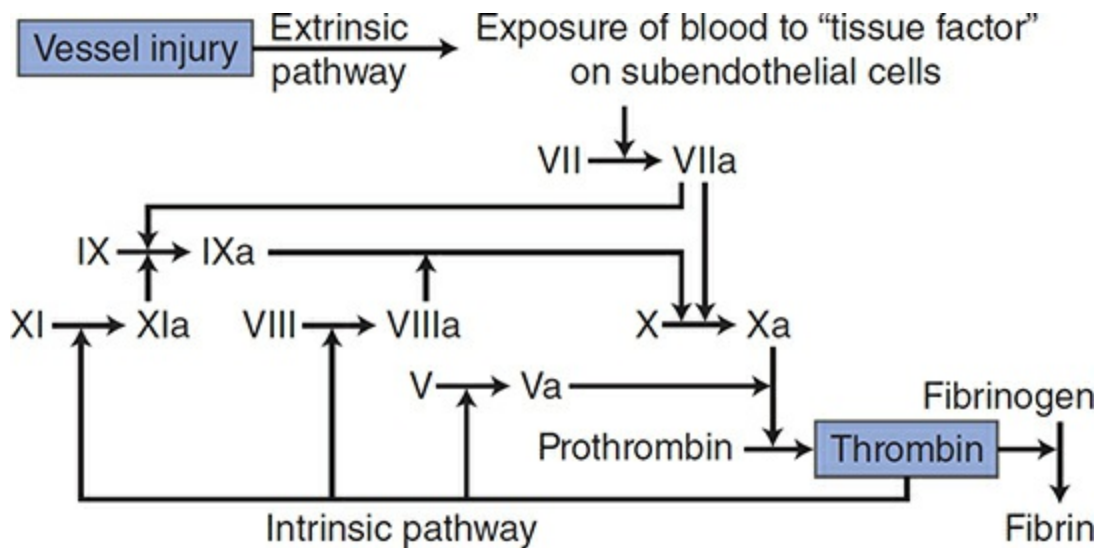 Vessel injury
Extrinsic
pathway
Exposure of blood to “tissue factor”
on subendothelial cells
VII
VIIa
IX
IXa
XI
XIa
VIII
VIIIa
X
Xa
V
Va
Fibrinogen
Prothrombin
Thrombin
Intrinsic pathway
Fibrin